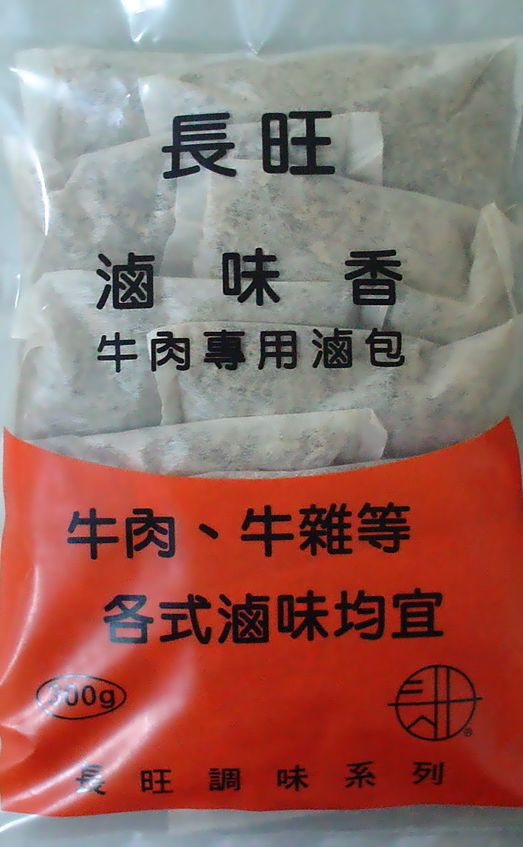 長旺
滷味香
牛肉專用滷包
牛肉、牛雜等
各式滷味均宜
300g
®
長旺調味系列